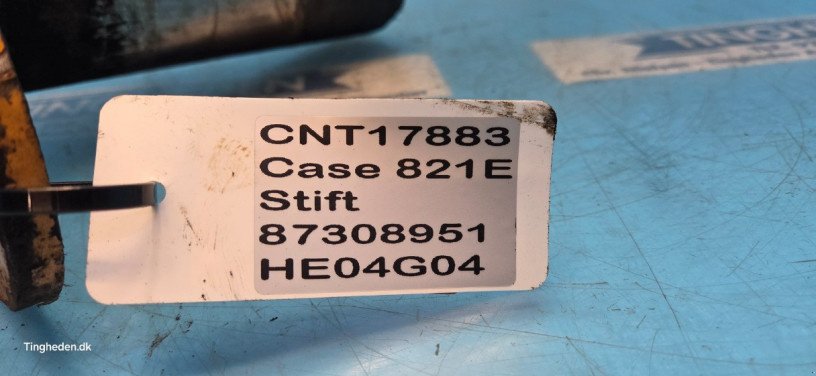 CNT17883
Case 821E
Stift
87308951
HE04G04
Tingheden.dk